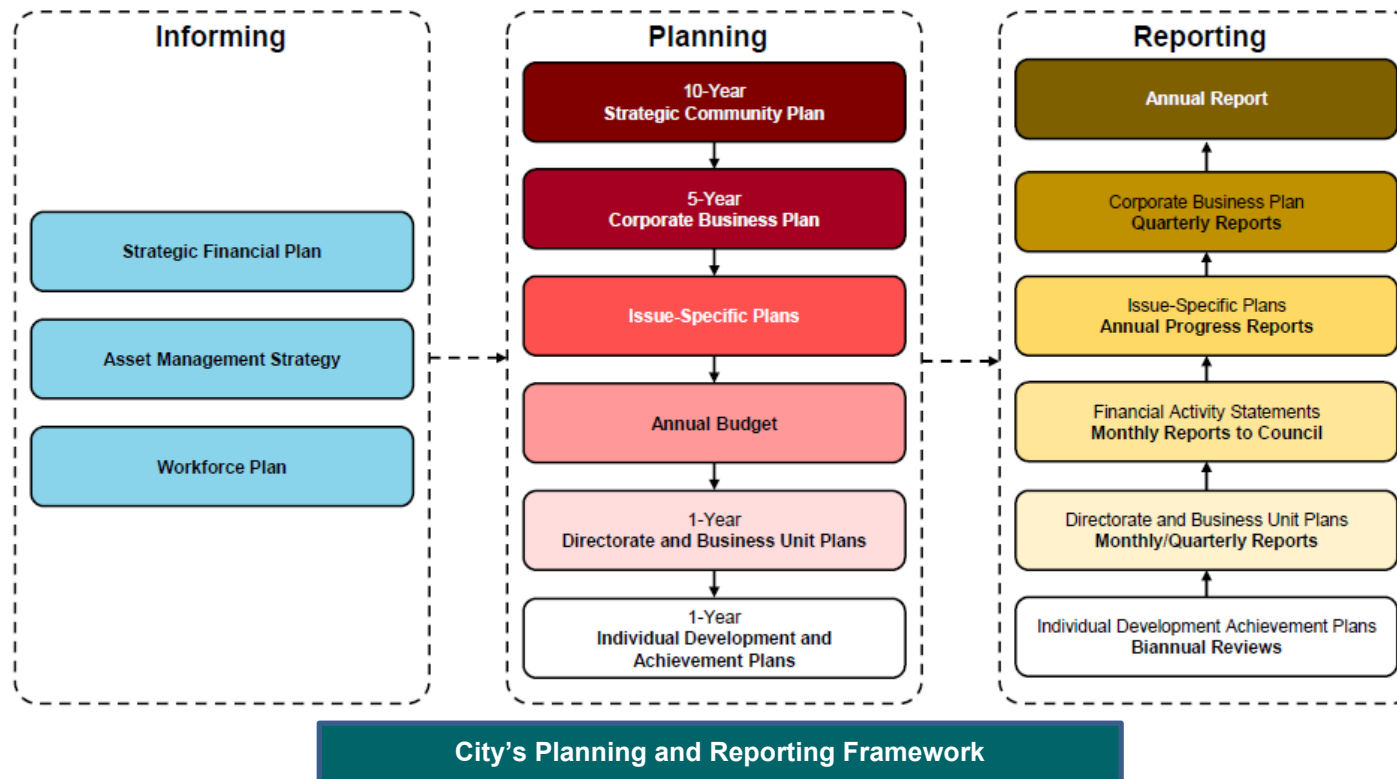 Informing
Strategic Financial Plan
Asset Management Strategy
Workforce Plan
Planning
10-Year
Strategic Community Plan
5-Year
Corporate Business Plan
Issue-Specific Plans
Annual Budget
1-Year
Directorate and Business Unit Plans
1-Year
Individual Development and
Achievement Plans
Reporting
Annual Report
Corporate Business Plan
Quarterly Reports
Issue-Specific Plans
Annual Progress Reports
Financial Activity Statements
Monthly Reports to Council
Directorate and Business Unit Plans
Monthly/Quarterly Reports
Individual Development Achievement Plans
Biannual Reviews
City’s Planning and Reporting Framework